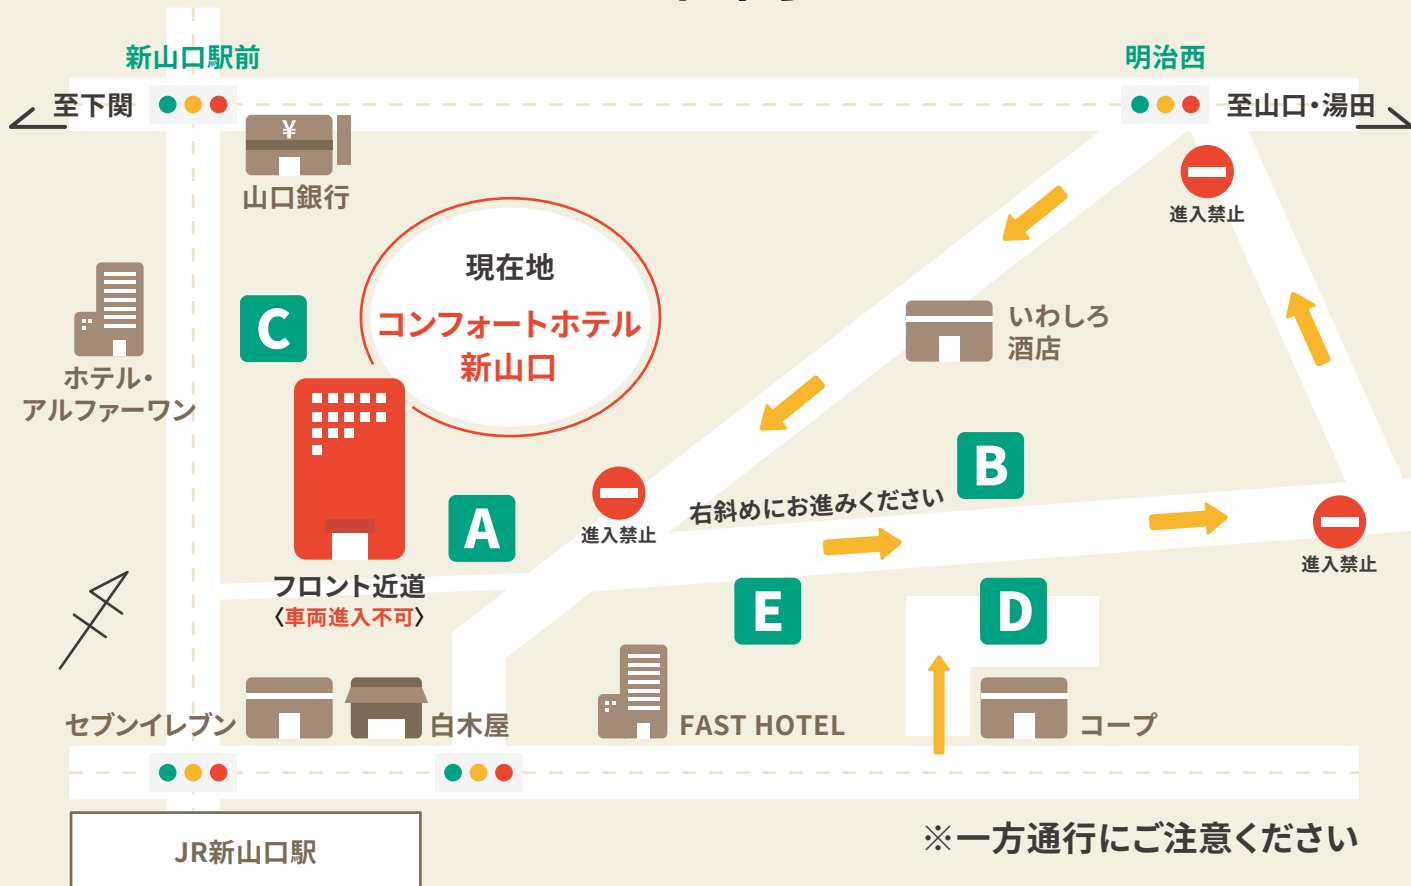 新山口駅前
明治西
至下関
至山口・湯田
¥
山口銀行
進入禁止
現在地
コンフォートホテル
新山口
C
いわしろ
酒店
ホテル・
アルファーワン
B
右斜めにお進みください
A
進入禁止
進入禁止
フロント近道
〈車両進入不可〉
E
D
セブンイレブン
白木屋
FAST HOTEL
コープ
※一方通行にご注意ください
JR新山口駅